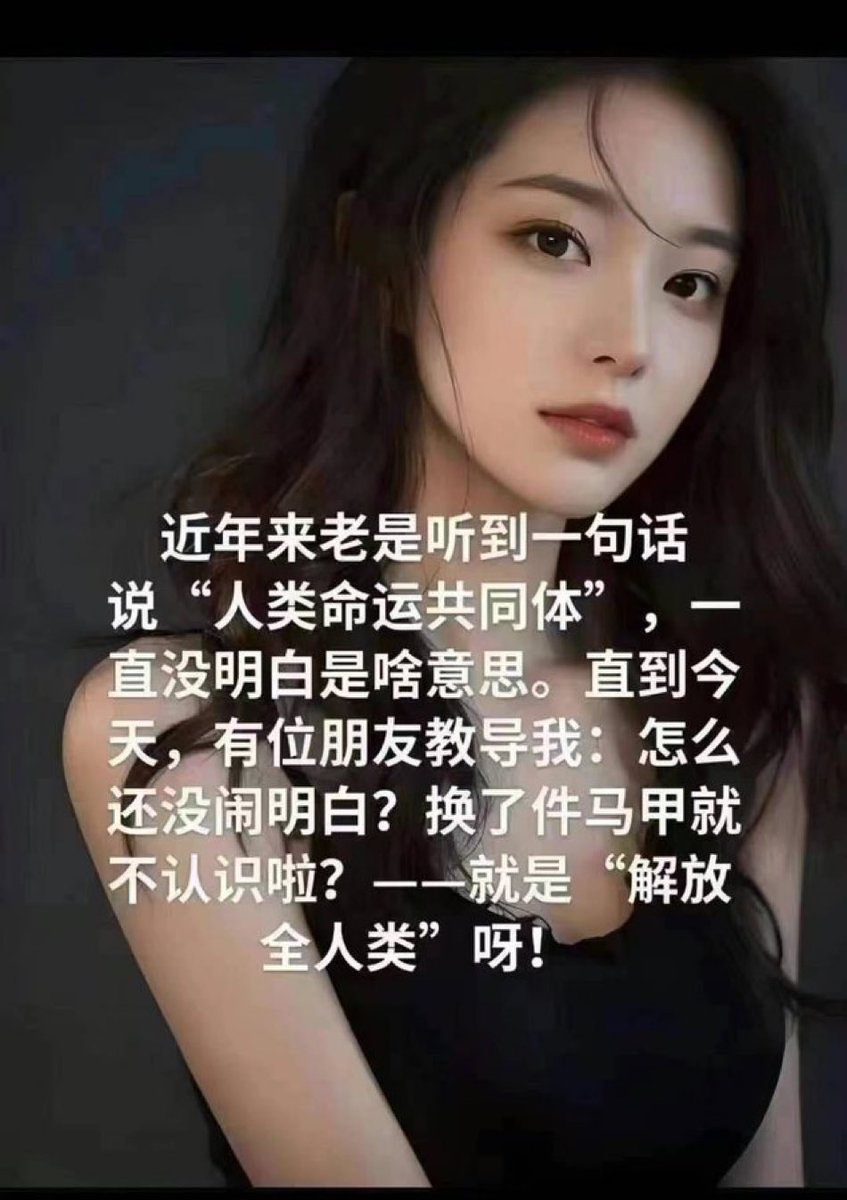 近年来老是听到一句话
说“人类命运共同体”，一
直没明白是啥意思。直到今
天，有位朋友教导我：怎么
还没闹明白？换了件马甲就
不认识啦？——就是“解放
全人类”呀！